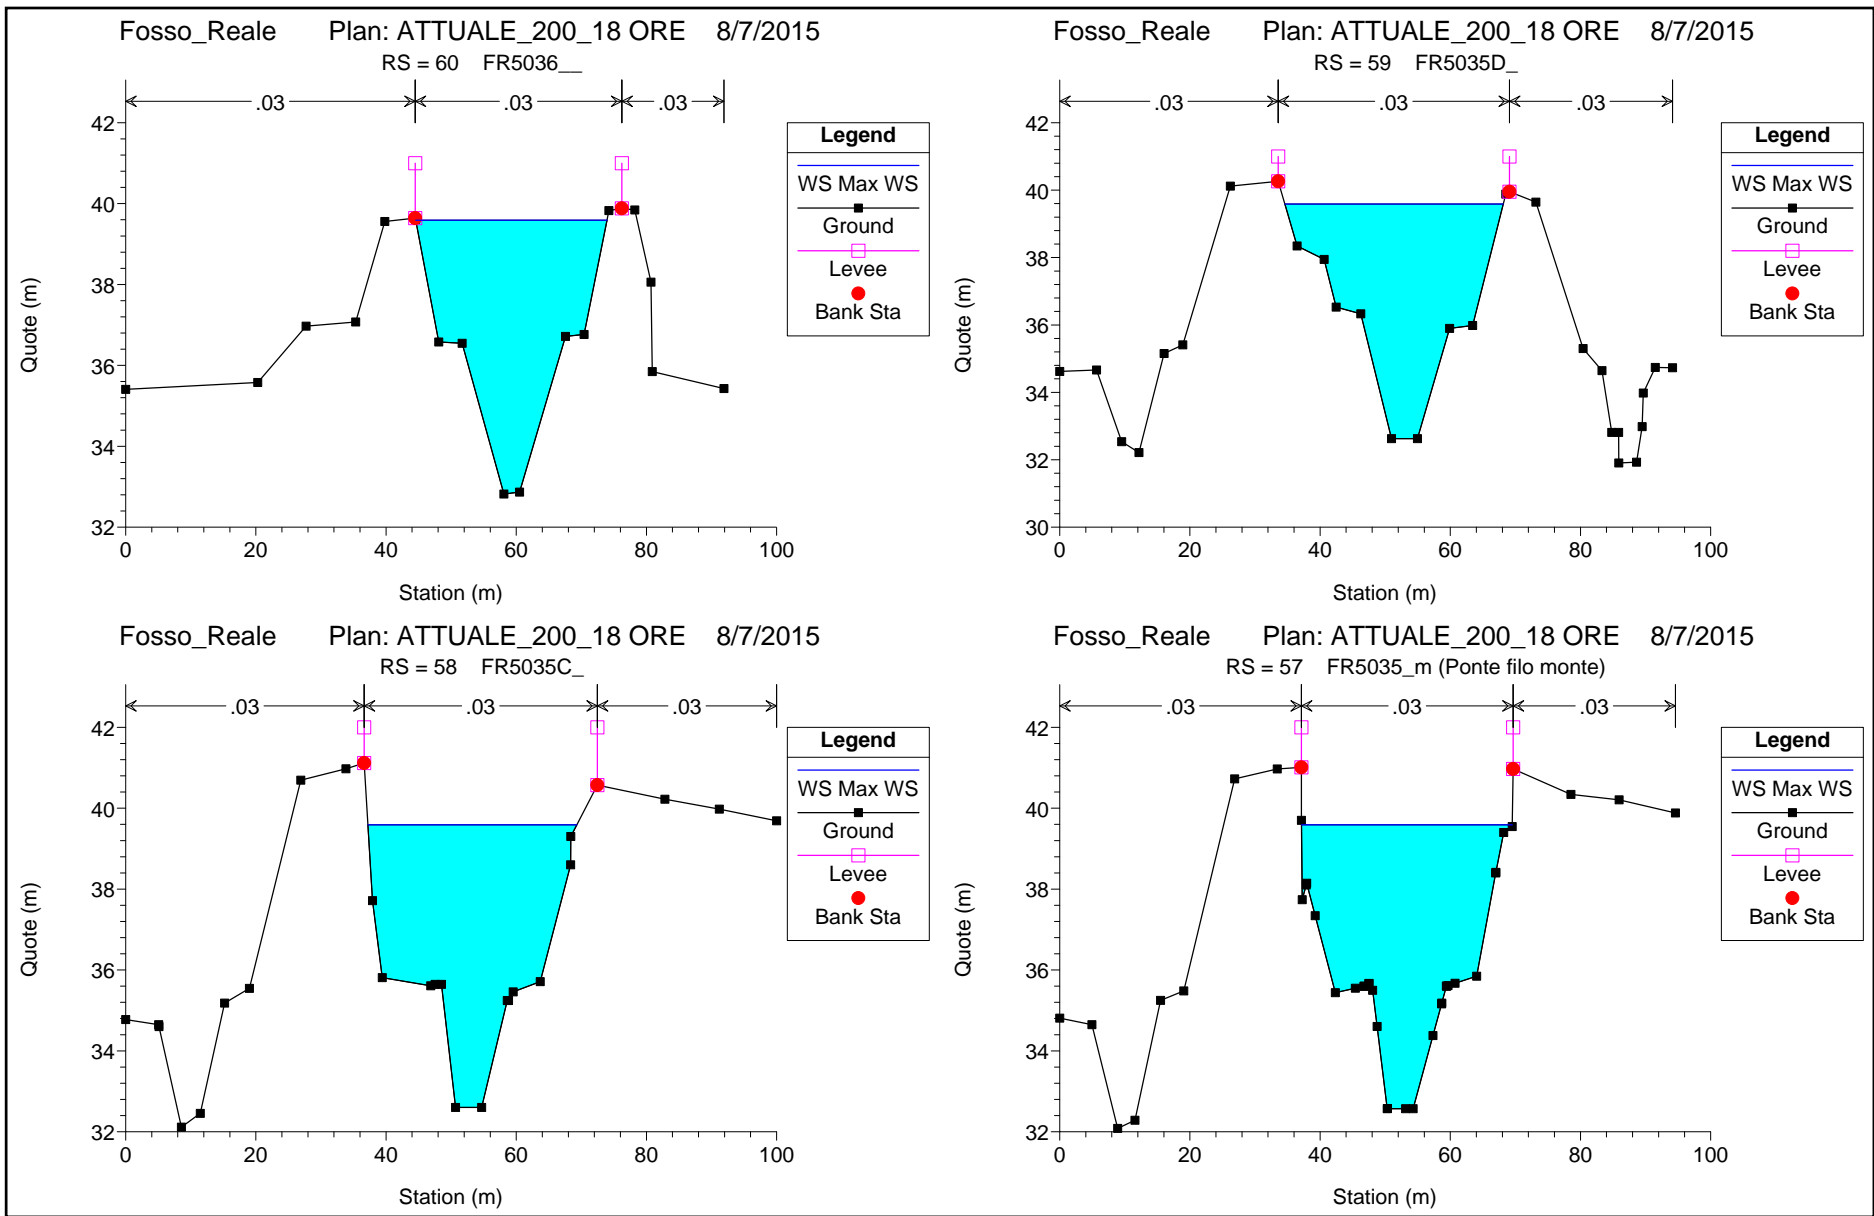 Fosso_Reale Plan: ATTUALE_200_18 ORE 8/7/2015
RS = 60 FR5036__
.03 .03 .03
42
40
38
36
34
32
0 20 40 60 80 100
Station (m)
Quote (m)
Legend
WS Max WS
Ground
Levee
Bank Sta
Fosso_Reale Plan: ATTUALE_200_18 ORE 8/7/2015
RS = 59 FR5035D_
.03 .03 .03
42
40
38
36
34
32
30
0 20 40 60 80 100
Station (m)
Quote (m)
Legend
WS Max WS
Ground
Levee
Bank Sta
Fosso_Reale Plan: ATTUALE_200_18 ORE 8/7/2015
RS = 58 FR5035C_
.03 .03 .03
42
40
38
36
34
32
0 20 40 60 80 100
Station (m)
Quote (m)
Legend
WS Max WS
Ground
Levee
Bank Sta
Fosso_Reale Plan: ATTUALE_200_18 ORE 8/7/2015
RS = 57 FR5035_m (Ponte filo monte)
.03 .03 .03
42
40
38
36
34
32
0 20 40 60 80 100
Station (m)
Quote (m)
Legend
WS Max WS
Ground
Levee
Bank Sta